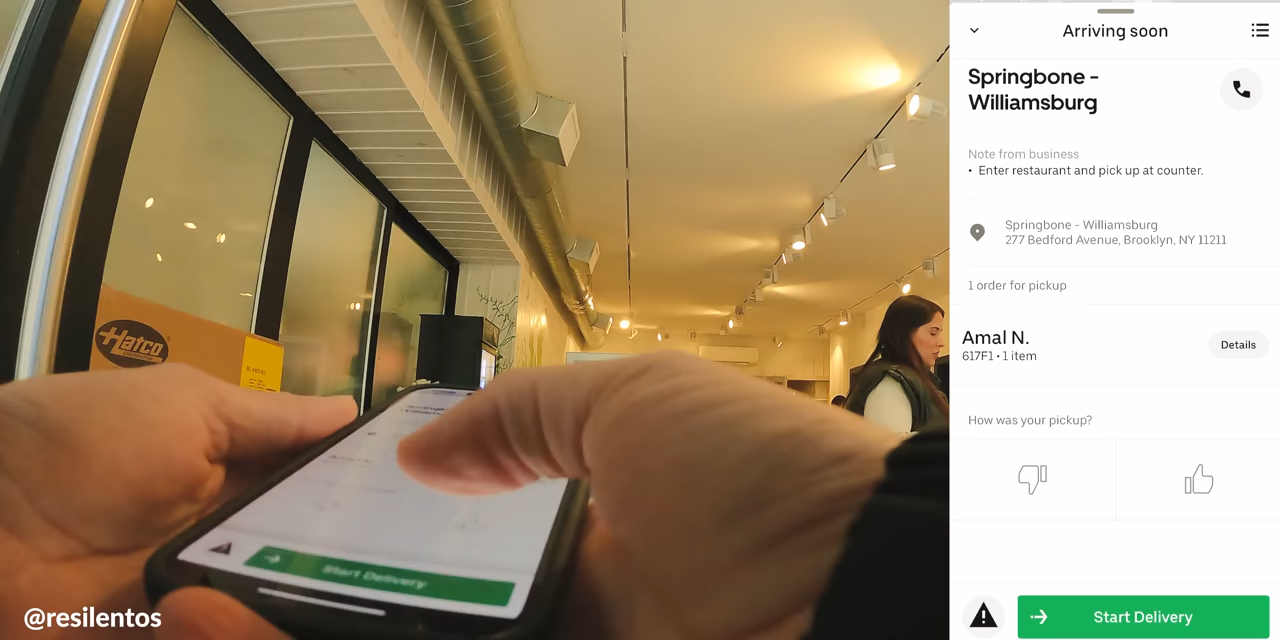 Hatco
@resilentos
Start Delivery
Arriving soon
Springbone -
Williamsburg
Note from business
• Enter restaurant and pick up at counter.
Springbone - Williamsburg
277 Bedford Avenue, Brooklyn, NY 11211
1 order for pickup
Amal N.
617F1 • 1 item
Details
How was your pickup?
Start Delivery